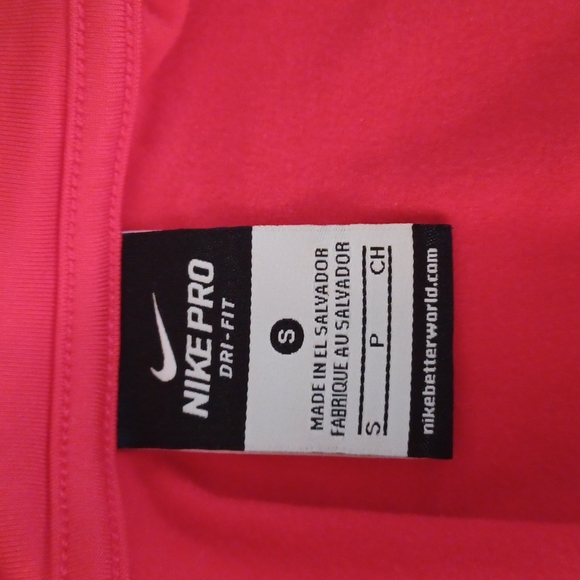 NIKE PRO
DRI-FIT
S
MADE IN EL SALVADOR
FABRIQUE AU SALVADOR
S P CH
nikebetterworld.com